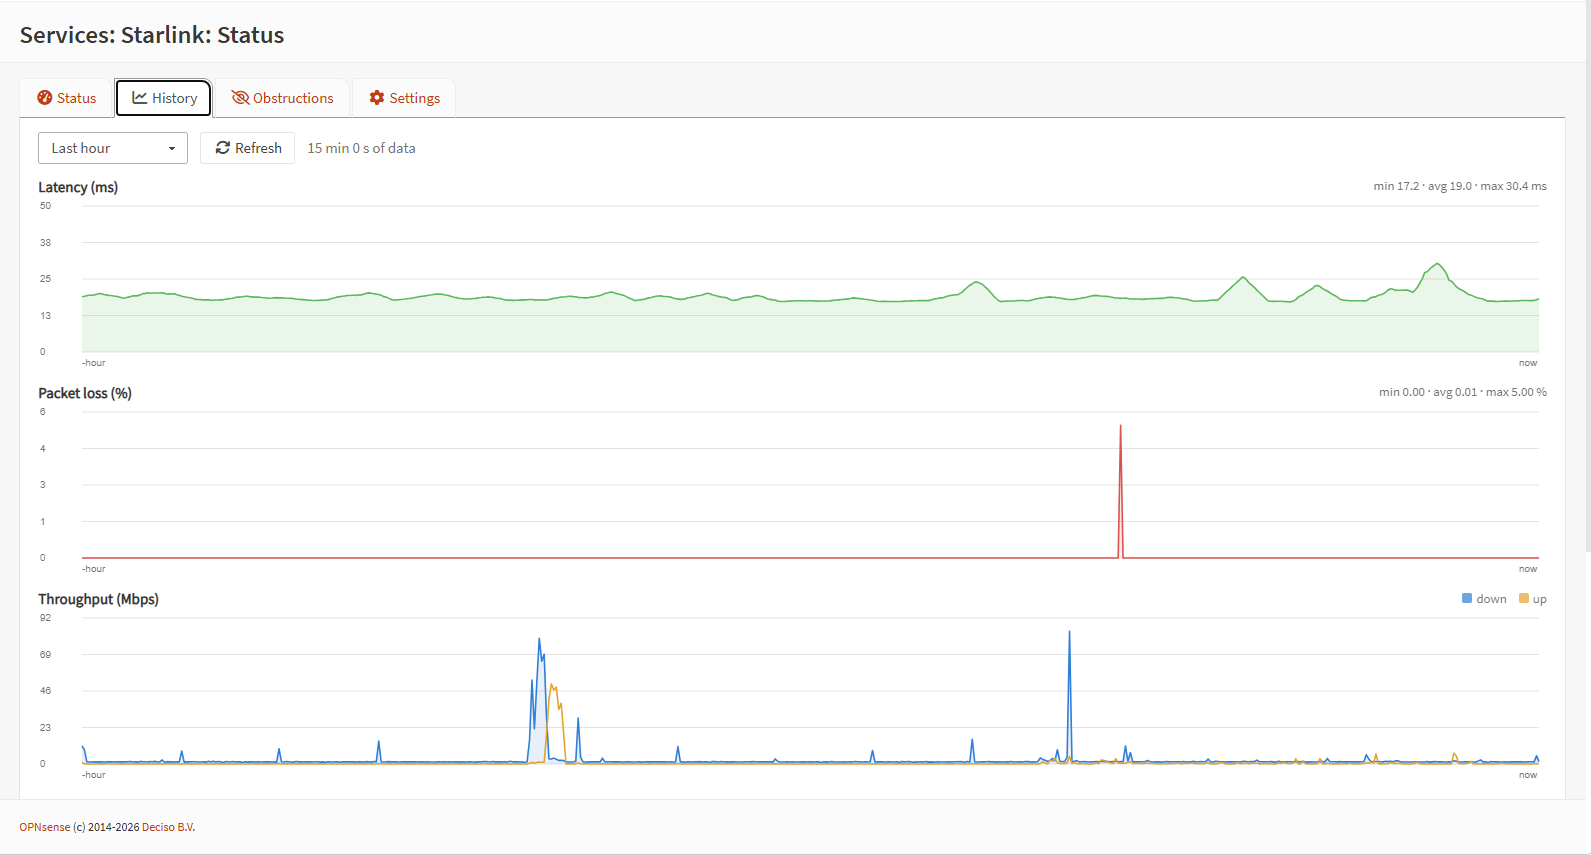 Services: Starlink: Status
Status
History
Obstructions
Settings
Last hour
Refresh
15 min 0 s of data
Latency (ms)
min 17.2 · avg 19.0 · max 30.4 ms
50
38
25
13
0
-hour
now
Packet loss (%)
min 0.00 · avg 0.01 · max 5.00 %
6
4
3
1
0
-hour
now
Throughput (Mbps)
down
up
92
69
46
23
0
-hour
now
OPNsense (c) 2014-2026 Deciso B.V.